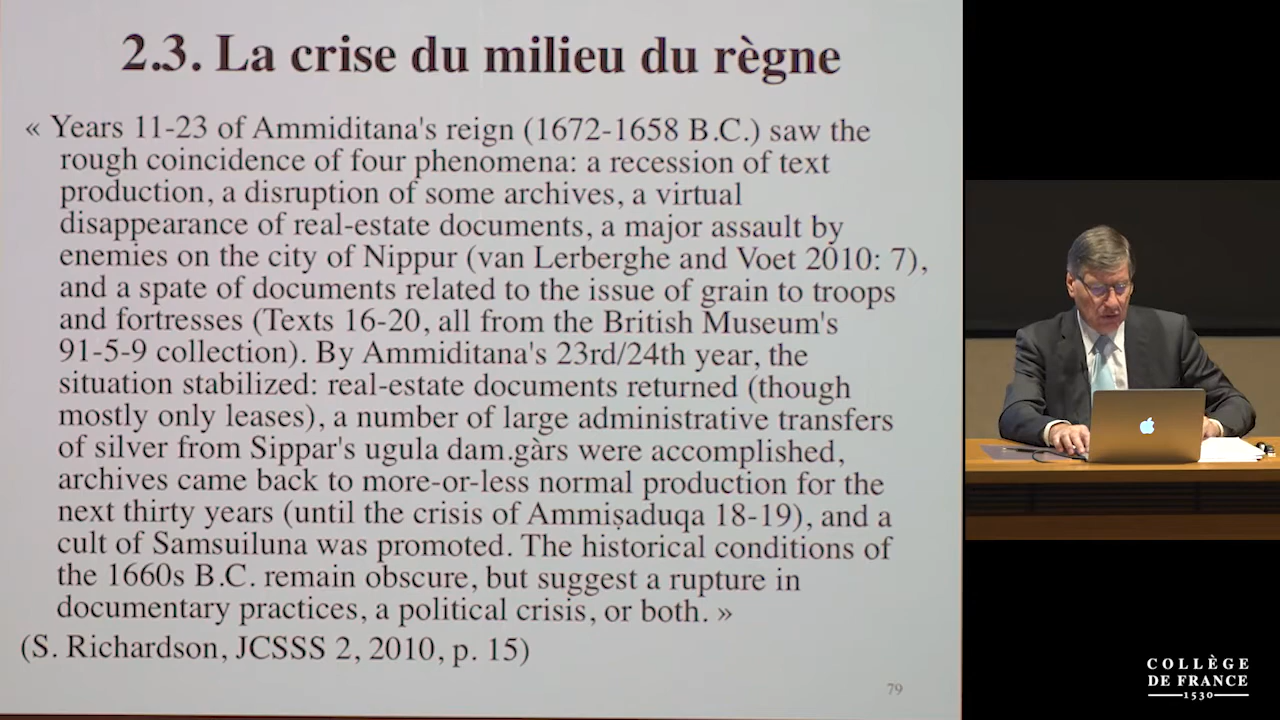 2.3. La crise du milieu du règne
« Years 11-23 of Ammiditana's reign (1672-1658 B.C.) saw the
rough coincidence of four phenomena: a recession of text
production, a disruption of some archives, a virtual
disappearance of real-estate documents, a major assault by
enemies on the city of Nippur (van Lerberghe and Voet 2010: 7),
and a spate of documents related to the issue of grain to troops
and fortresses (Texts 16-20, all from the British Museum's
91-5-9 collection). By Ammiditana's 23rd/24th year, the
situation stabilized: real-estate documents returned (though
mostly only leases), a number of large administrative transfers
of silver from Sippar's ugula dam.gàrs were accomplished,
archives came back to more-or-less normal production for the
next thirty years (until the crisis of Ammiṣaduqa 18-19), and a
cult of Samsuiluna was promoted. The historical conditions of
the 1660s B.C. remain obscure, but suggest a rupture in
documentary practices, a political crisis, or both. »
(S. Richardson, JCSSS 2, 2010, p. 15)
79
COLLÈGE
DE FRANCE
1530